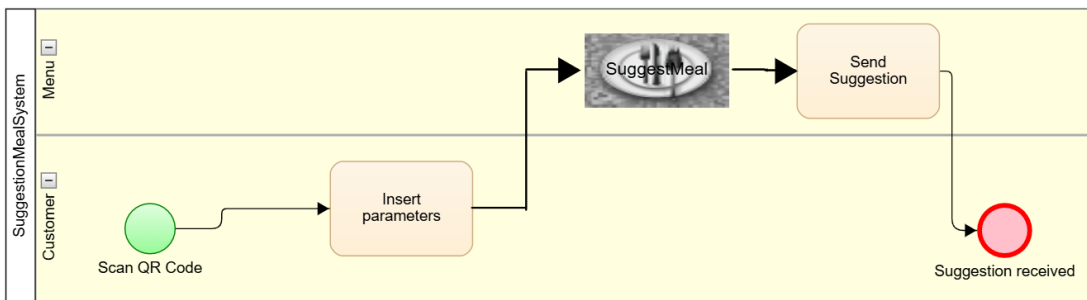 SuggestionMealSystem
Menu
SuggestMeal
Send
Suggestion
Customer
Insert
parameters
Scan QR Code
Suggestion received